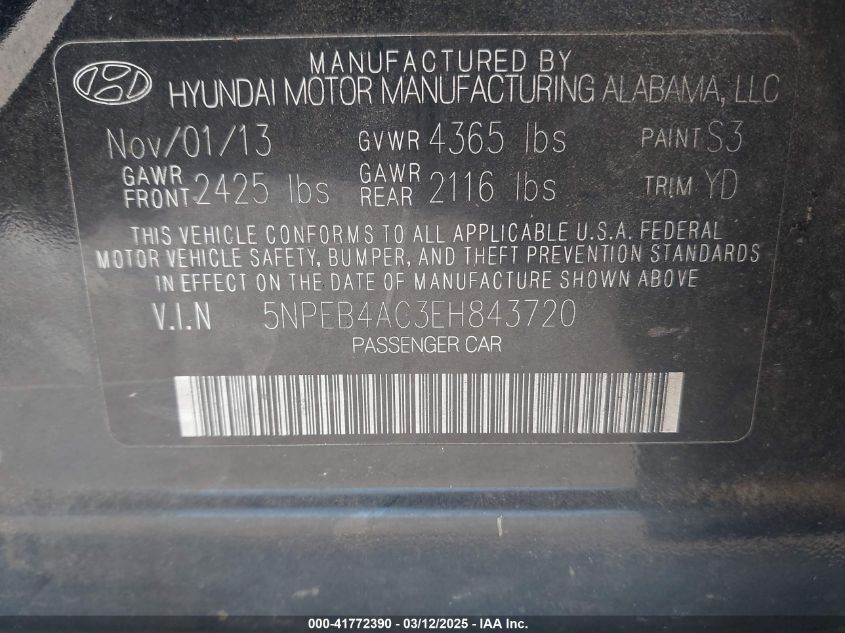 MANUFACTURED BY
HYUNDAI MOTOR MANUFACTURING ALABAMA, LLC
Nov/01/13 GVWR 4365 lbs PAINT S3
GAWR FRONT 2425 lbs GAWR REAR 2116 lbs TRIM YD
THIS VEHICLE CONFORMS TO ALL APPLICABLE U.S.A. FEDERAL
MOTOR VEHICLE SAFETY, BUMPER, AND THEFT PREVENTION STANDARDS
IN EFFECT ON THE DATE OF MANUFACTURE SHOWN ABOVE
V.I.N 5NPEB4AC3EH843720
PASSENGER CAR
000-41772390 - 03/12/2025 - IAA Inc.